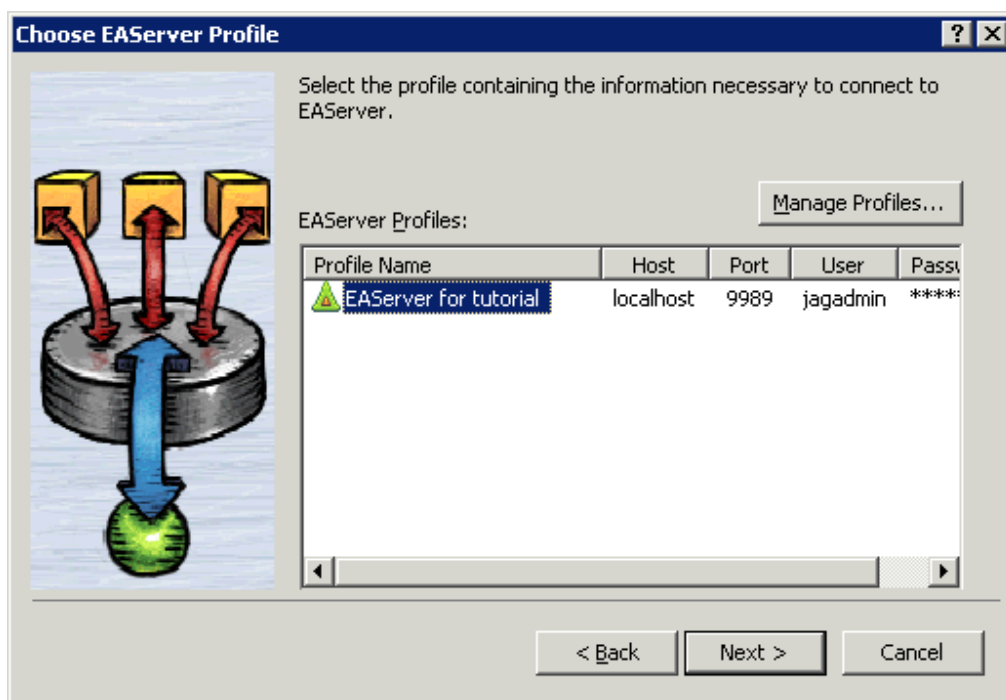 Choose EAServer Profile
Select the profile containing the information necessary to connect to
EAServer.
Manage Profiles...
EAServer Profiles:
Profile Name Host Port User Passw
EAServer for tutorial localhost 9989 jagadmin *****
< Back Next > Cancel